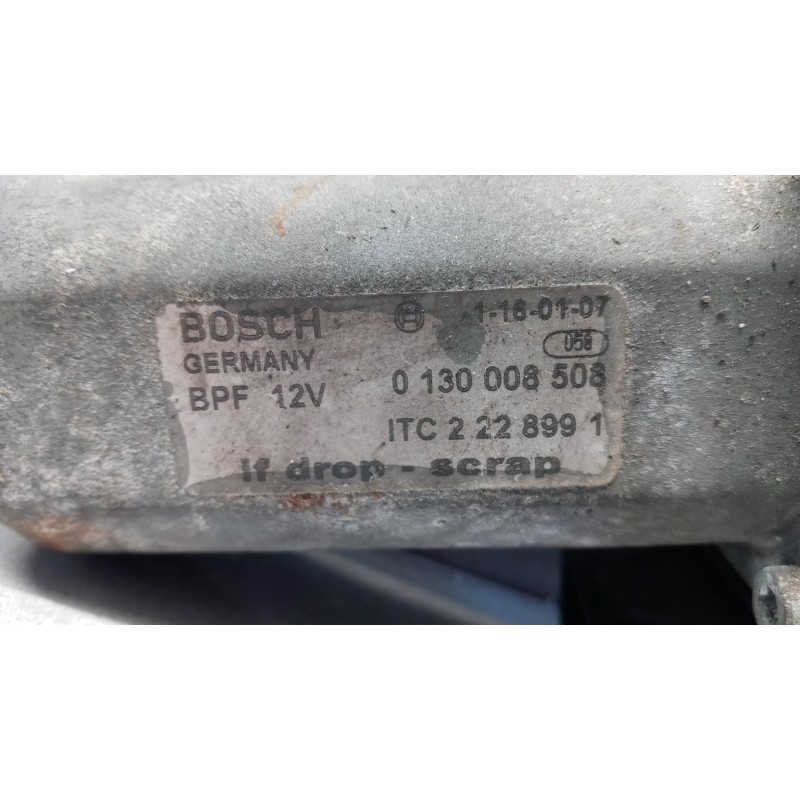 BOSCH 1-18-01-07
GERMANY 058
BPF 12V 0 130 008 508
ITC 2 22 899 1
If drop - scrap